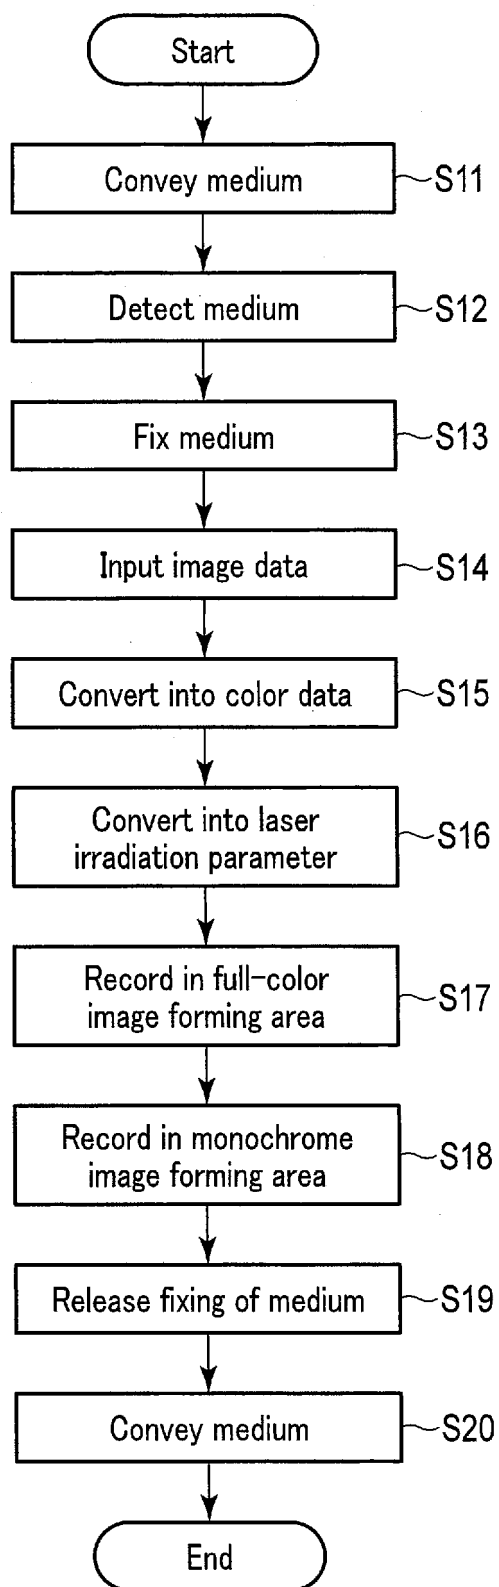 Start
Convey medium
S11
Detect medium
S12
Fix medium
S13
Input image data
S14
Convert into color data
S15
Convert into laser
irradiation parameter
S16
Record in full-color
image forming area
S17
Record in monochrome
image forming area
S18
Release fixing of medium
S19
Convey medium
S20
End